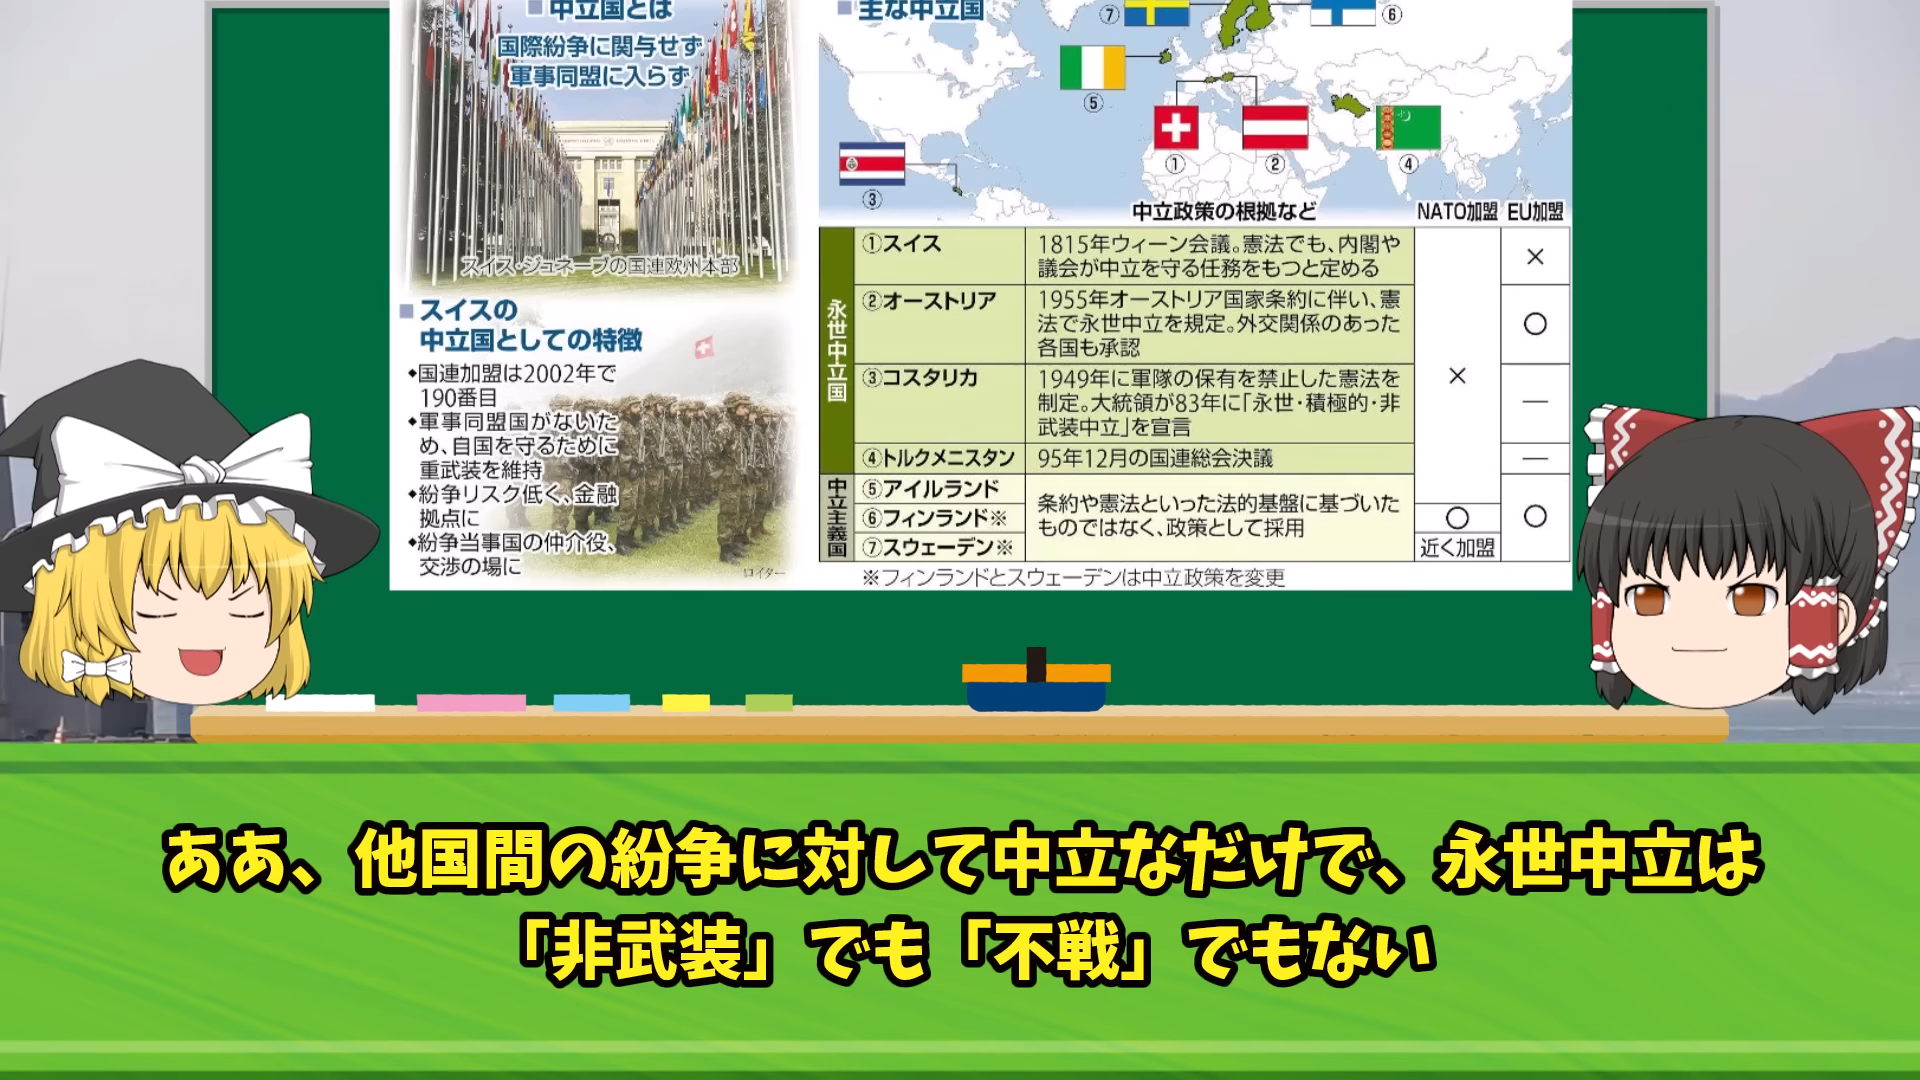 ■中立国とは
国際紛争に関与せず
軍事同盟に入らず
スイス・ジュネーブの国連欧州本部
■スイスの
中立国としての特徴
◆国連加盟は2002年で
190番目
◆軍事同盟国がないた
め、自国を守るために
重武装を維持
◆紛争リスク低く、金融
拠点に
◆紛争当事国の仲介役、
交渉の場に
ロイター
■主な中立国
⑦
⑥
⑤
①
②
④
③
中立政策の根拠など
NATO加盟
EU加盟
永世中立国
①スイス
1815年ウィーン会議。憲法でも、内閣や
議会が中立を守る任務をもつと定める
×
②オーストリア
1955年オーストリア国家条約に伴い、憲
法で永世中立を規定。外交関係のあった
各国も承認
○
③コスタリカ
1949年に軍隊の保有を禁止した憲法を
制定。大統領が83年に「永世・積極的・非
武装中立」を宣言
×
―
④トルクメニスタン
95年12月の国連総会決議
―
中立主義国
⑤アイルランド
⑥フィンランド※
⑦スウェーデン※
条約や憲法といった法的基盤に基づいた
ものではなく、政策として採用
○
近く加盟
○
※フィンランドとスウェーデンは中立政策を変更
ああ、他国間の紛争に対して中立なだけで、永世中立は
「非武装」でも「不戦」でもない